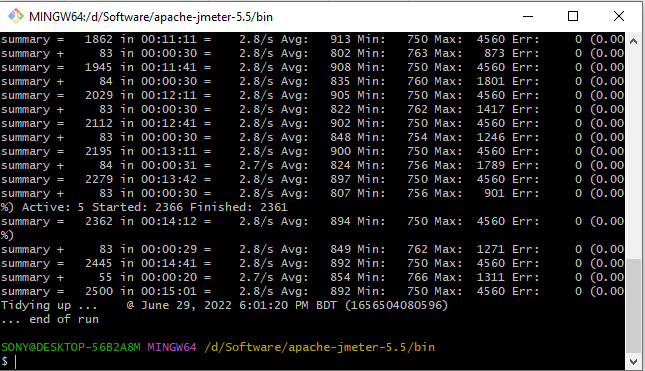 MINGW64:/d/Software/apache-jmeter-5.5/bin
summary =   1862 in 00:11:11 =    2.8/s Avg:   913 Min:   750 Max:  4560 Err:     0 (0.00
summary +     83 in 00:00:30 =    2.8/s Avg:   802 Min:   763 Max:   873 Err:     0 (0.00
summary =   1945 in 00:11:41 =    2.8/s Avg:   908 Min:   750 Max:  4560 Err:     0 (0.00
summary +     84 in 00:00:30 =    2.8/s Avg:   835 Min:   760 Max:  1801 Err:     0 (0.00
summary =   2029 in 00:12:11 =    2.8/s Avg:   905 Min:   750 Max:  4560 Err:     0 (0.00
summary +     83 in 00:00:30 =    2.8/s Avg:   822 Min:   762 Max:  1417 Err:     0 (0.00
summary =   2112 in 00:12:41 =    2.8/s Avg:   902 Min:   750 Max:  4560 Err:     0 (0.00
summary +     83 in 00:00:30 =    2.8/s Avg:   848 Min:   754 Max:  1246 Err:     0 (0.00
summary =   2195 in 00:13:11 =    2.8/s Avg:   900 Min:   750 Max:  4560 Err:     0 (0.00
summary +     84 in 00:00:31 =    2.7/s Avg:   824 Min:   756 Max:  1789 Err:     0 (0.00
summary =   2279 in 00:13:42 =    2.8/s Avg:   897 Min:   750 Max:  4560 Err:     0 (0.00
summary +     83 in 00:00:30 =    2.8/s Avg:   807 Min:   756 Max:   901 Err:     0 (0.00
%) Active: 5 Started: 2366 Finished: 2361
summary =   2362 in 00:14:12 =    2.8/s Avg:   894 Min:   750 Max:  4560 Err:     0 (0.00
%)
summary +     83 in 00:00:29 =    2.8/s Avg:   849 Min:   762 Max:  1271 Err:     0 (0.00
summary =   2445 in 00:14:41 =    2.8/s Avg:   892 Min:   750 Max:  4560 Err:     0 (0.00
summary +     55 in 00:00:20 =    2.7/s Avg:   854 Min:   766 Max:  1311 Err:     0 (0.00
summary =   2500 in 00:15:01 =    2.8/s Avg:   892 Min:   750 Max:  4560 Err:     0 (0.00
Tidying up ...    @ June 29, 2022 6:01:20 PM BDT (1656504080596)
... end of run
SONY@DESKTOP-56B2A8M MINGW64 /d/Software/apache-jmeter-5.5/bin
$